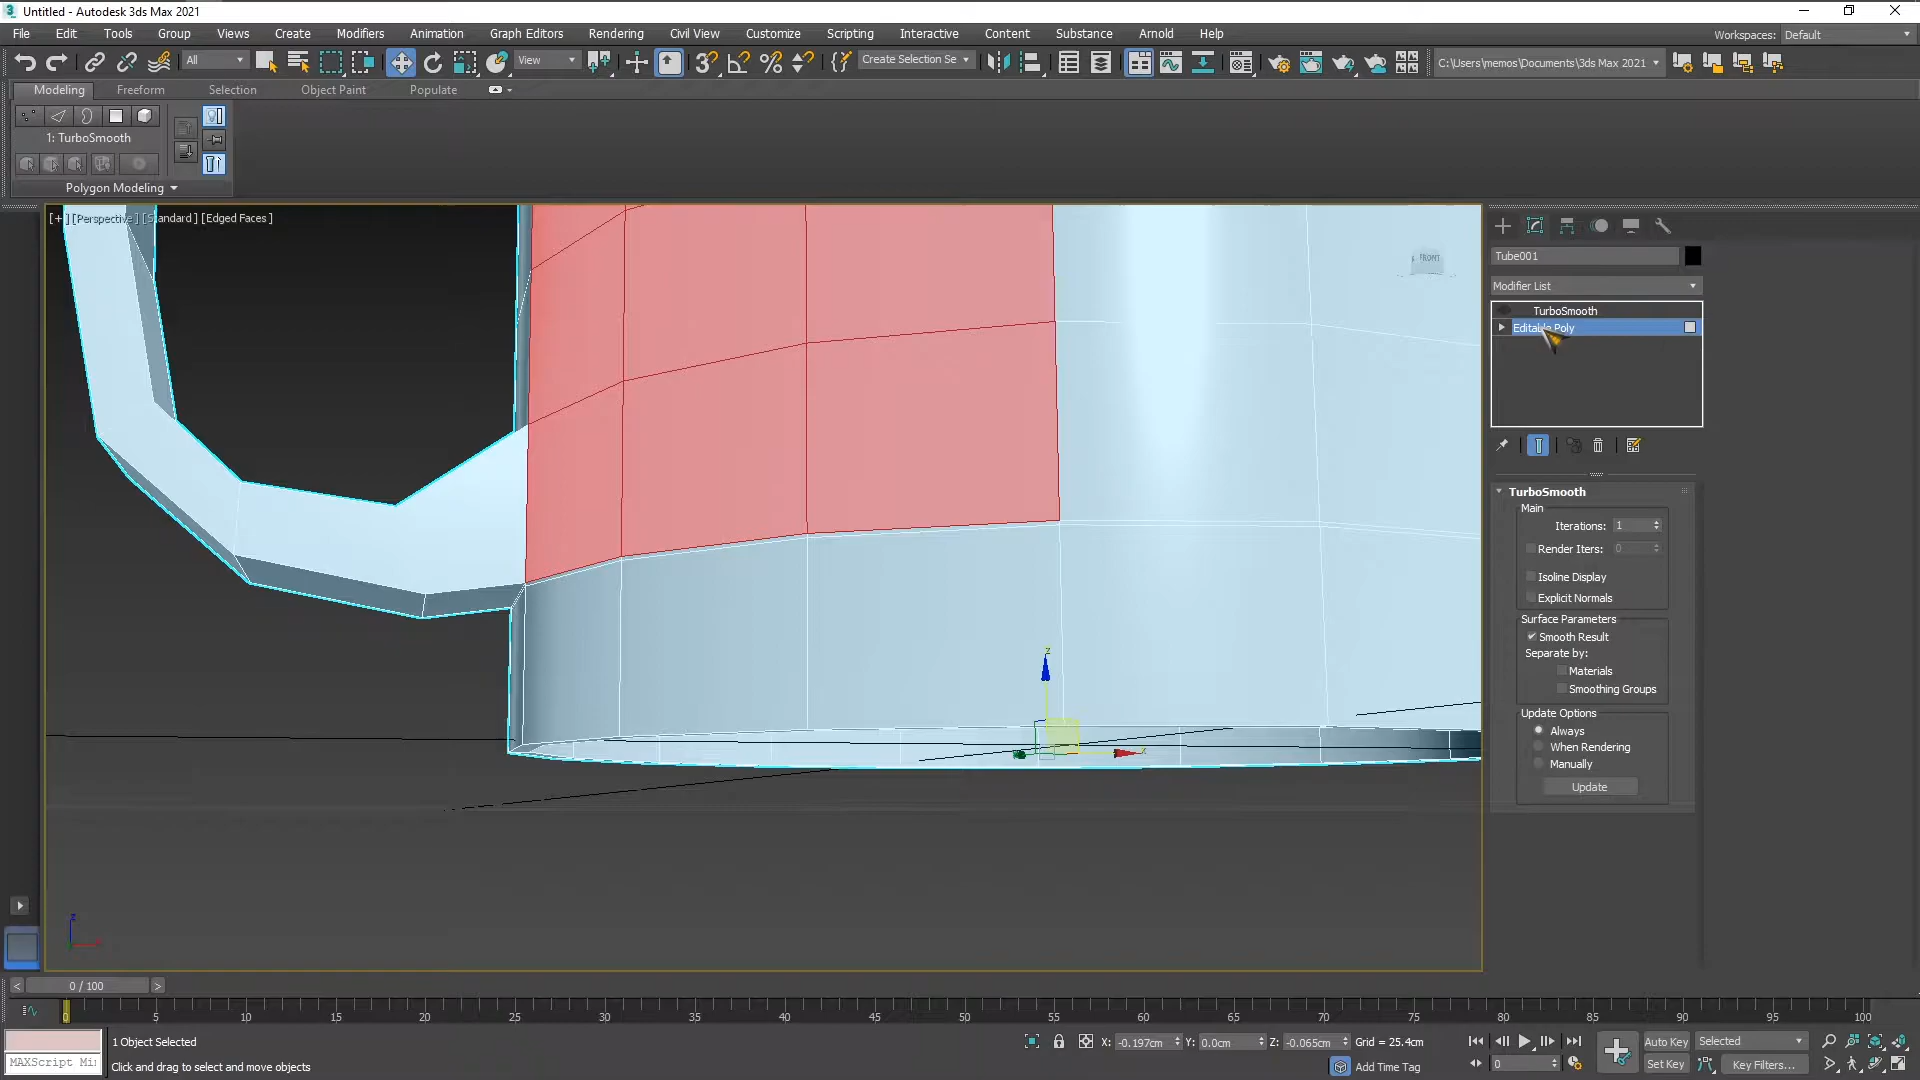 Untitled - Autodesk 3ds Max 2021
File Edit Tools Group Views Create Modifiers Animation Graph Editors Rendering Civil View Customize Scripting Interactive Content Substance Arnold Help
Workspaces: Default
All View Create Selection Se C:\Users\memos\Documents\3ds Max 2021
Modeling Freeform Selection Object Paint Populate
1: TurboSmooth
Polygon Modeling
[+] [Perspective] [Standard] [Edged Faces]
FRONT
Tube001
Modifier List
TurboSmooth
Editable Poly
TurboSmooth
Main
Iterations: 1
Render Iters: 0
Isoline Display
Explicit Normals
Surface Parameters
Smooth Result
Separate by:
Materials
Smoothing Groups
Update Options
Always
When Rendering
Manually
Update
z
x
z
0 / 100
0 5 10 15 20 25 30 35 40 45 50 55 60 65 70 75 80 85 90 95 100
1 Object Selected
X: -0.197cm Y: 0.0cm Z: -0.065cm Grid = 25.4cm
Auto Key Selected
MAXScript Mi
Click and drag to select and move objects
Add Time Tag
0
Set Key Key Filters...